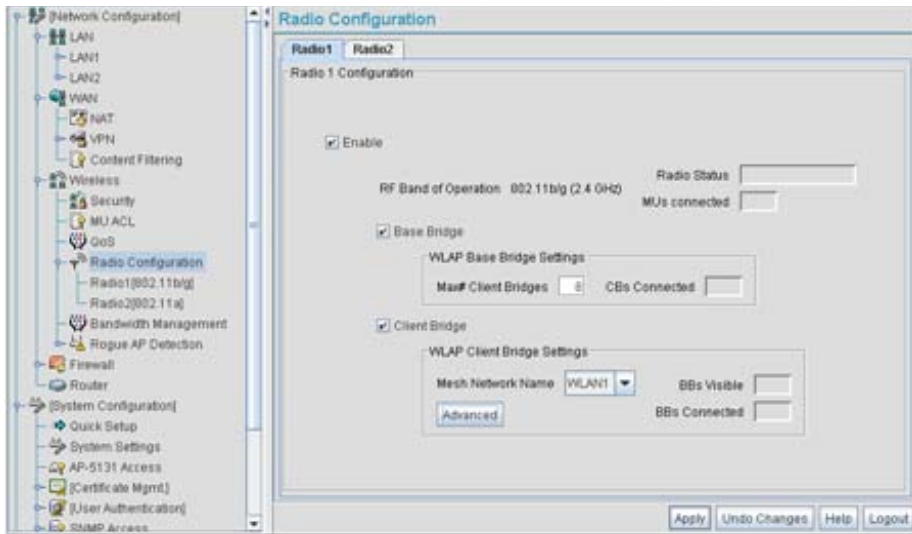 [Network Configuration]
LAN
LAN1
LAN2
WAN
NAT
VPN
Content Filtering
Wireless
Security
MU ACL
QoS
Radio Configuration
Radio1[802.11b/g]
Radio2[802.11a]
Bandwidth Management
Rogue AP Detection
Firewall
Router
[System Configuration]
Quick Setup
System Settings
AP-5131 Access
[Certificate Mgmt.]
[User Authentication]
SNMP Access
Radio Configuration
Radio1 Radio2
Radio 1 Configuration
Enable
Radio Status
RF Band of Operation 802.11b/g (2.4 GHz)
MUs connected
Base Bridge
WLAP Base Bridge Settings
Max# Client Bridges 6 CBs Connected
Client Bridge
WLAP Client Bridge Settings
Mesh Network Name WLAN1 BBs Visible
Advanced BBs Connected
Apply Undo Changes Help Logout